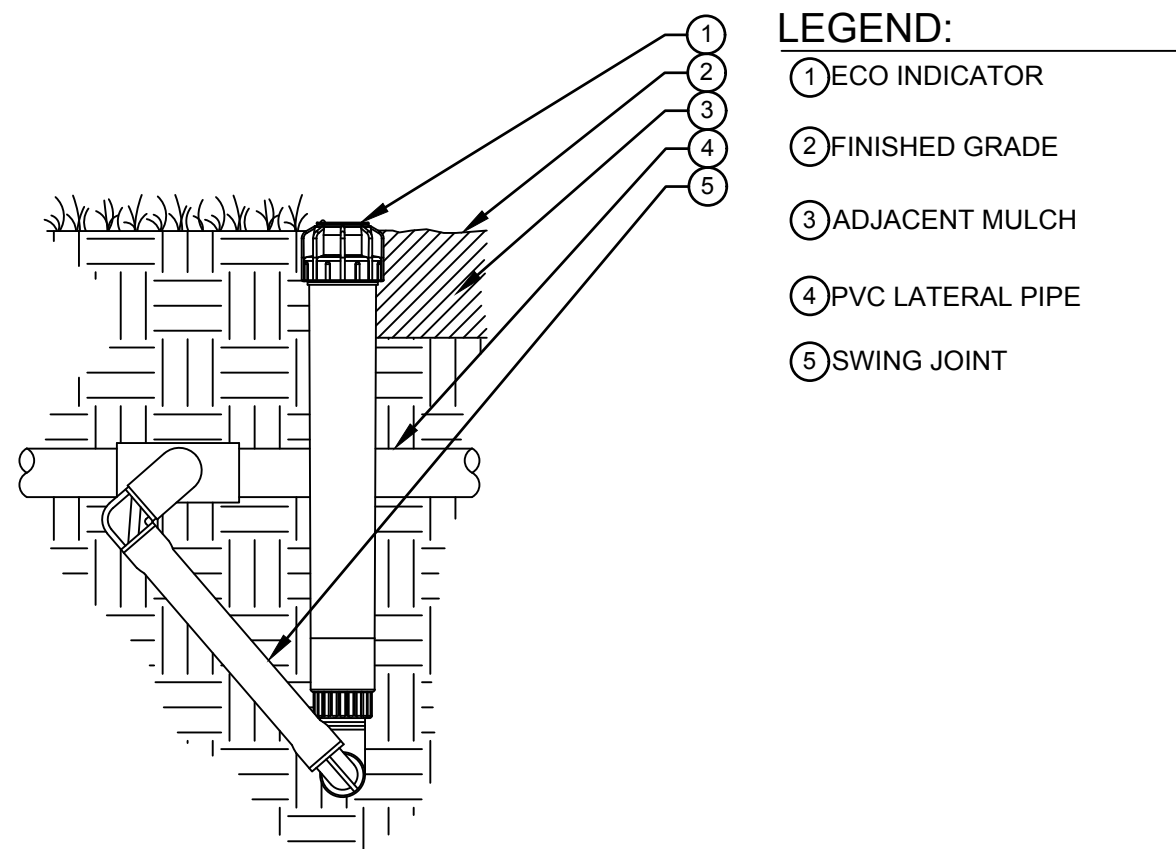 1
2
3
4
5
LEGEND:
1 ECO INDICATOR
2 FINISHED GRADE
3 ADJACENT MULCH
4 PVC LATERAL PIPE
5 SWING JOINT